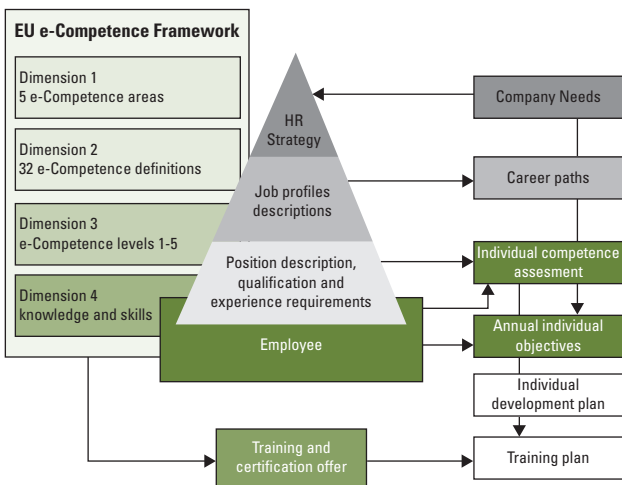 EU e-Competence Framework
Dimension 1
5 e-Competence areas
Dimension 2
32 e-Competence definitions
Dimension 3
e-Competence levels 1-5
Dimension 4
knowledge and skills
HR
Strategy
Job profiles
descriptions
Position description,
qualification and
experience requirements
Employee
Training and
certification offer
Company Needs
Career paths
Individual competence
assesment
Annual individual
objectives
Individual
development plan
Training plan